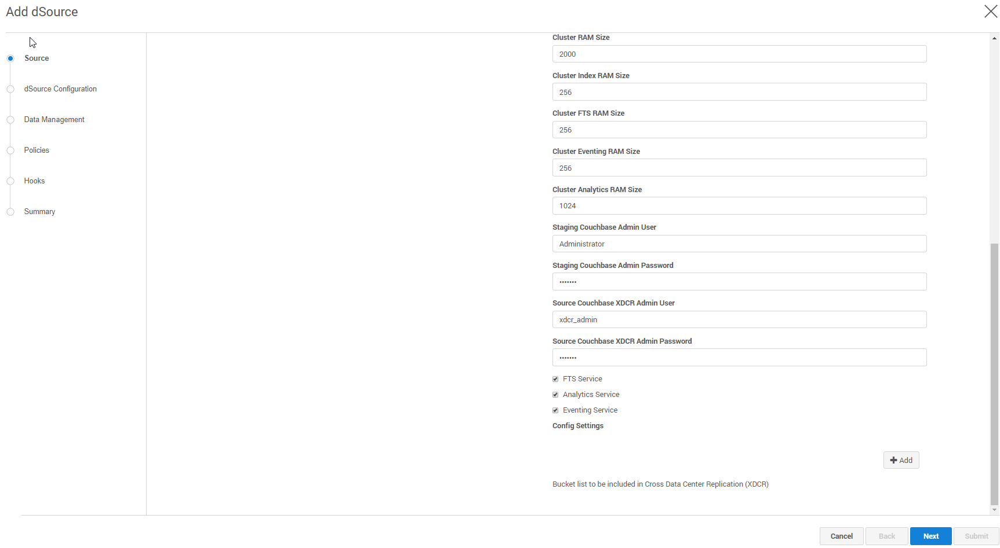 Add dSource
Source
dSource Configuration
Data Management
Policies
Hooks
Summary
Cluster RAM Size
2000
Cluster Index RAM Size
256
Cluster FTS RAM Size
256
Cluster Eventing RAM Size
256
Cluster Analytics RAM Size
1024
Staging Couchbase Admin User
Administrator
Staging Couchbase Admin Password
•••••••
Source Couchbase XDCR Admin User
xdcr_admin
Source Couchbase XDCR Admin Password
•••••••
FTS Service
Analytics Service
Eventing Service
Config Settings
Add
Bucket list to be included in Cross Data Center Replication (XDCR)
Cancel Back Next Submit